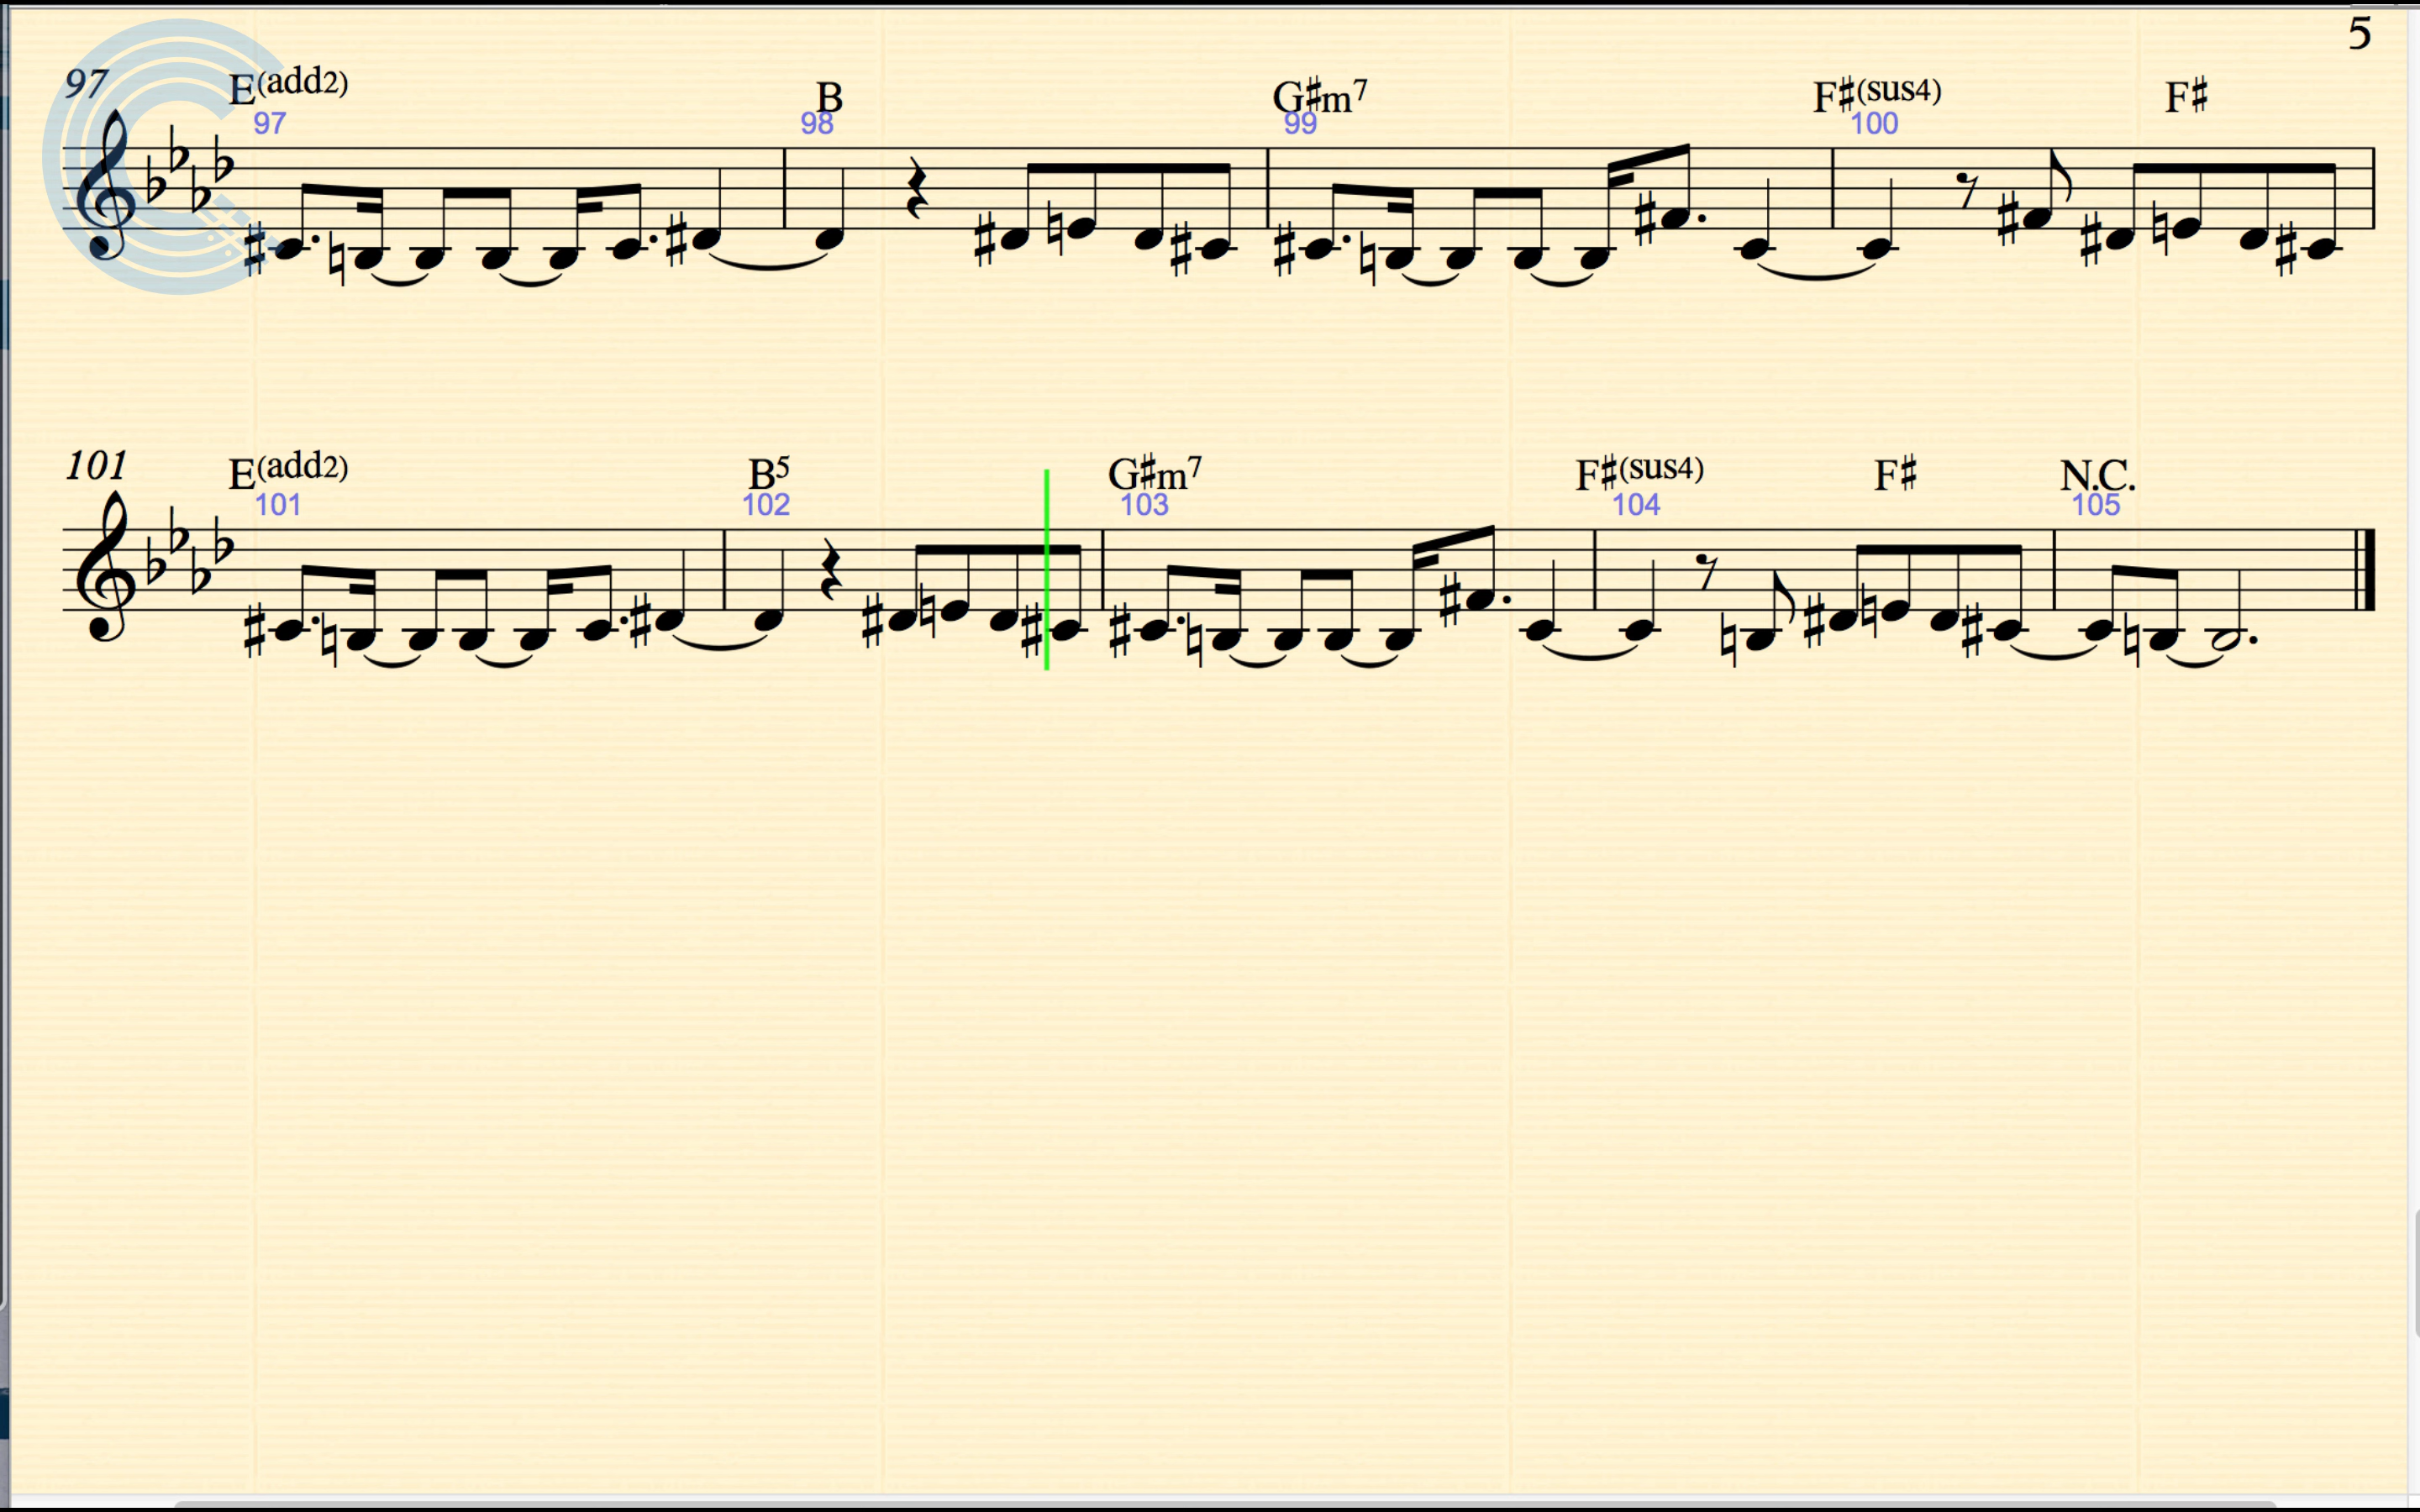 5
97 E(add2) B G♯m7 F♯(sus4) F♯
97 98 99 100
101 E(add2) B5 G♯m7 F♯(sus4) F♯ N.C.
101 102 103 104 105